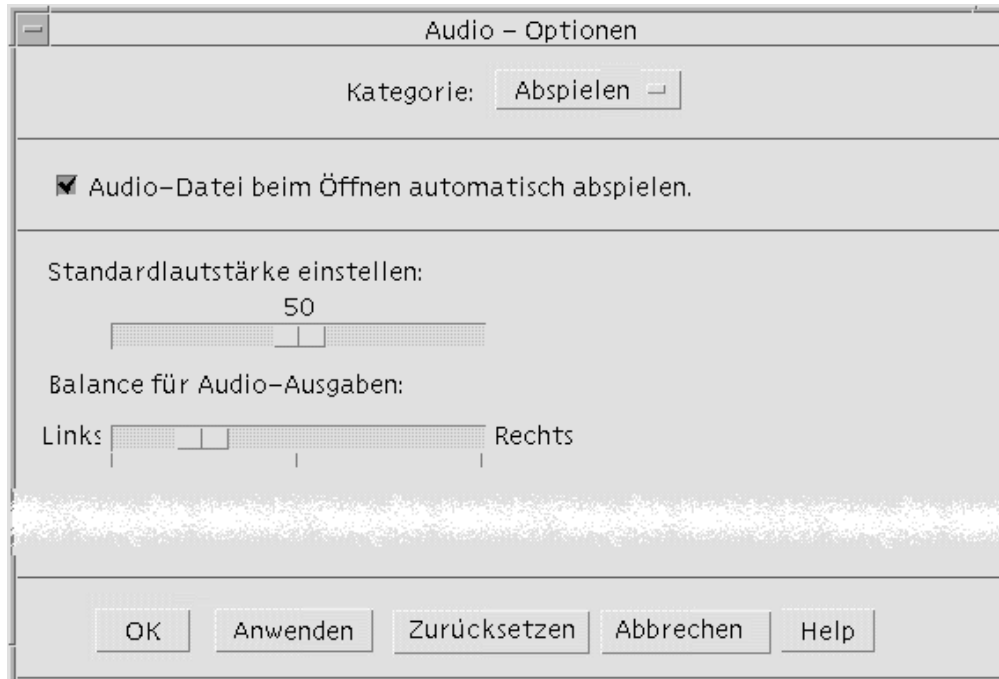 Audio – Optionen
Kategorie: Abspielen
Audio–Datei beim Öffnen automatisch abspielen.
Standardlautstärke einstellen:
50
Balance für Audio–Ausgaben:
Links Rechts
OK Anwenden Zurücksetzen Abbrechen Help